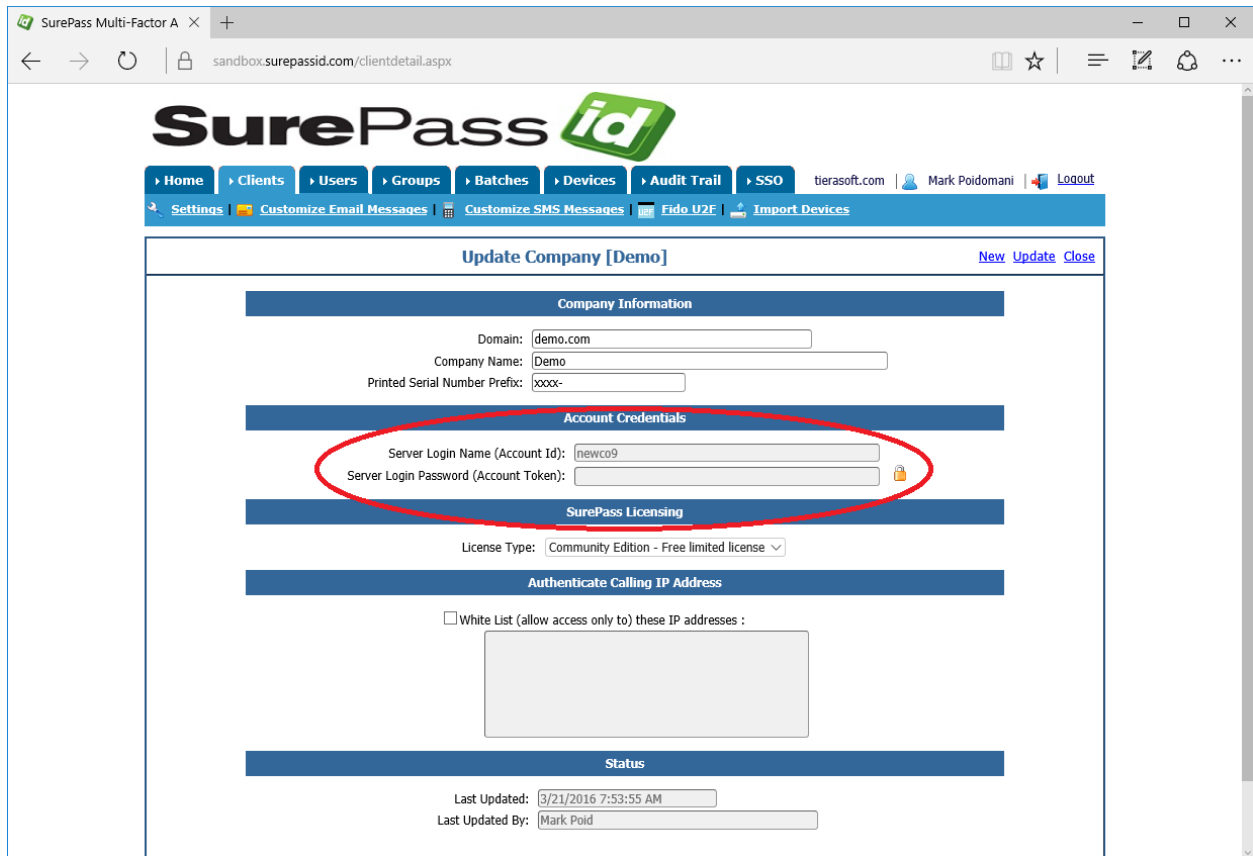 SurePass Multi-Factor A
sandbox.surepassid.com/clientdetail.aspx
SurePass id
Home Clients Users Groups Batches Devices Audit Trail SSO tierasoft.com | Mark Poidomani | Logout
Settings | Customize Email Messages | Customize SMS Messages | U2F Fido U2F | Import Devices
Update Company [Demo] New Update Close
Company Information
Domain: demo.com
Company Name: Demo
Printed Serial Number Prefix: xxxx-
Account Credentials
Server Login Name (Account Id): newco9
Server Login Password (Account Token):
SurePass Licensing
License Type: Community Edition - Free limited license
Authenticate Calling IP Address
White List (allow access only to) these IP addresses :
Status
Last Updated: 3/21/2016 7:53:55 AM
Last Updated By: Mark Poid